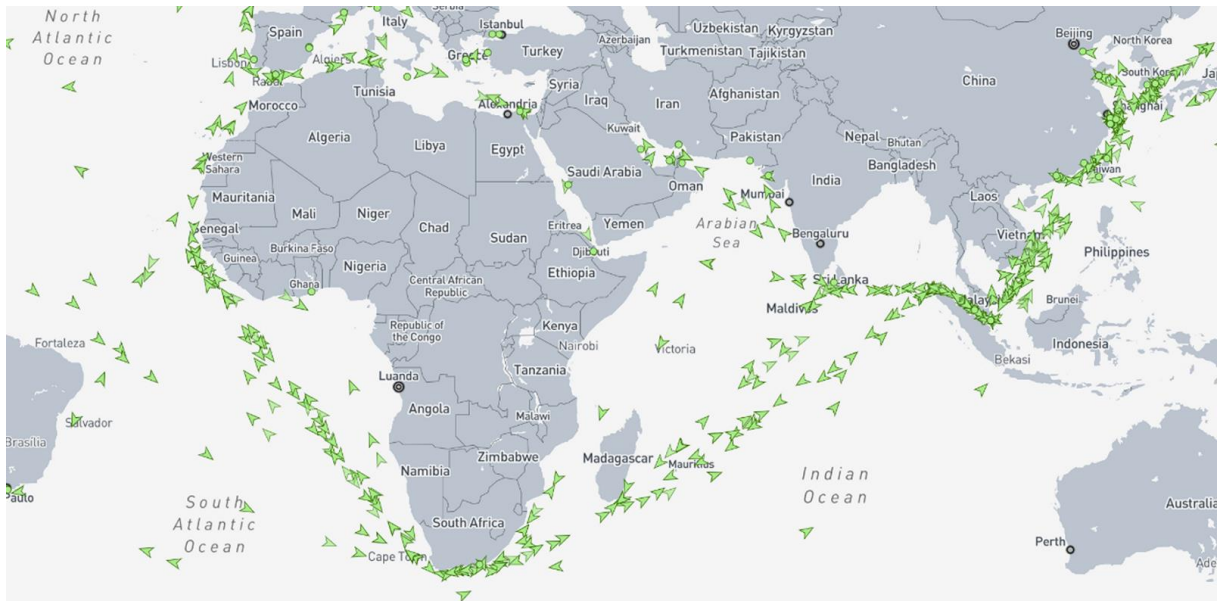 North
Atlantic
Ocean
Spain
Italy
Serbia
Istanbul
Uzbekistan
Kyrgyzstan
Beijing
North Korea
Azerbaijan
Turkmenistan
Tajikistan
Turkey
Greece
Lisbon
Algiers
Rabat
Tunisia
Syria
China
South Korea
Morocco
Alexandria
Iraq
Iran
Afghanistan
Shanghai
Algeria
Libya
Egypt
Kuwait
Pakistan
Nepal
Bhutan
Western
Sahara
Bangladesh
Taiwan
Saudi Arabia
Oman
India
Mauritania
Mumbai
Laos
Mali
Niger
Chad
Sudan
Eritrea
Yemen
Arabian
Sea
Senegal
Bengaluru
Vietnam
Philippines
Burkina Faso
Djibouti
Guinea
Nigeria
Ethiopia
Ghana
Central African
Republic
Sri Lanka
Malaysia
Brunei
Maldives
Kenya
Republic of
the Congo
Nairobi
Victoria
Indonesia
Bekasi
Fortaleza
Tanzania
Luanda
Angola
Malawi
Salvador
Brasilia
Zimbabwe
Madagascar
Mauritius
Namibia
Indian
Ocean
Paulo
South
Atlantic
Ocean
South Africa
Australia
Cape Town
Perth
Ade